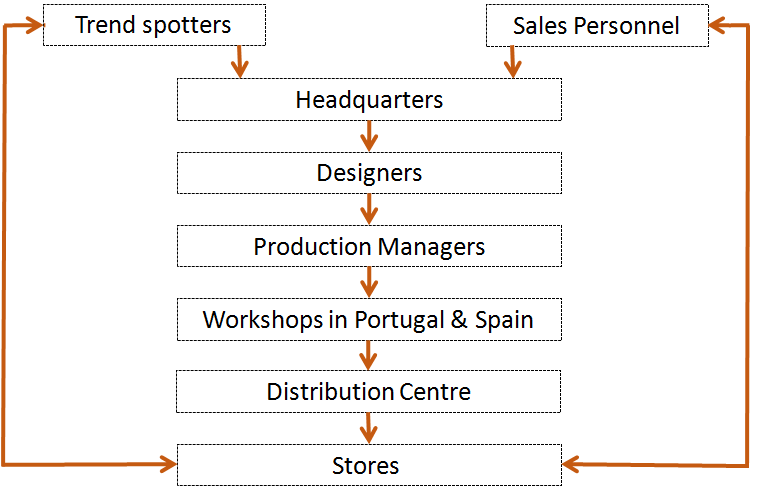 Trend spotters
Sales Personnel
Headquarters
Designers
Production Managers
Workshops in Portugal & Spain
Distribution Centre
Stores